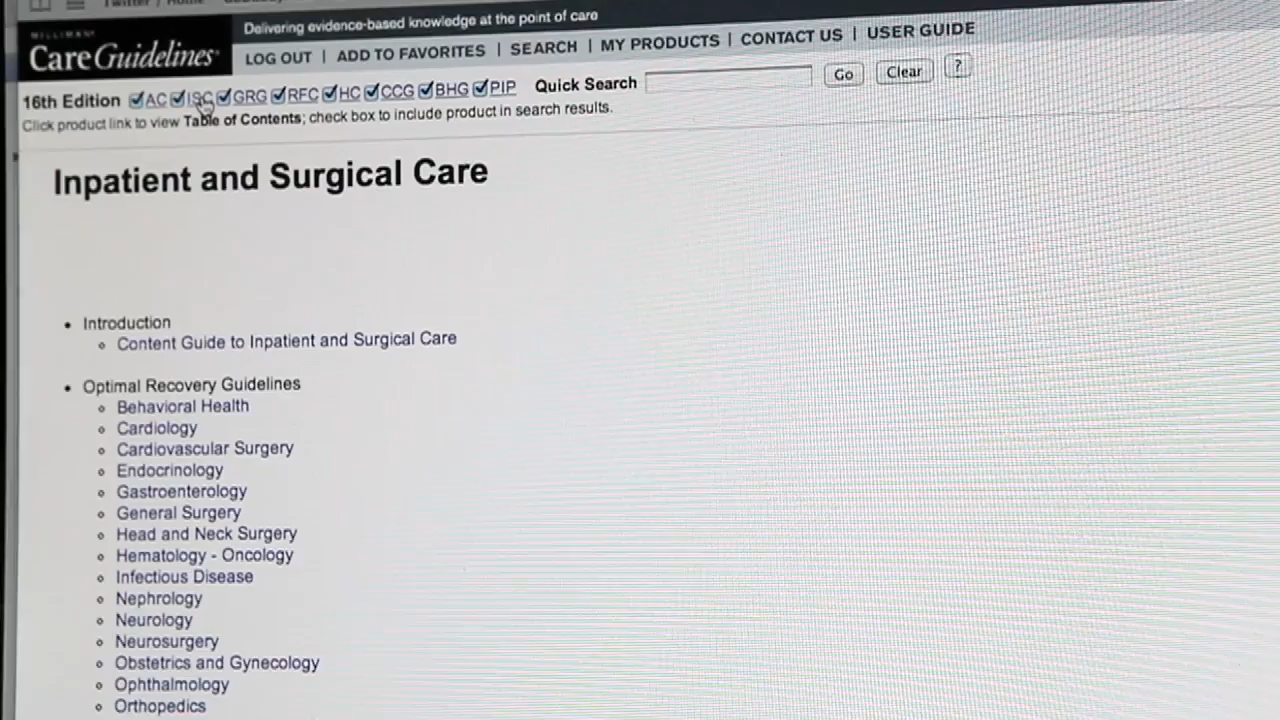 Twitter / Home
MILLIMAN
Delivering evidence-based knowledge at the point of care
CareGuidelines
LOG OUT | ADD TO FAVORITES | SEARCH | MY PRODUCTS | CONTACT US | USER GUIDE
16th Edition AC ISC GRG RFC HC CCG BHG PIP Quick Search Go Clear ?
Click product link to view Table of Contents; check box to include product in search results.
Inpatient and Surgical Care
Introduction
Content Guide to Inpatient and Surgical Care
Optimal Recovery Guidelines
Behavioral Health
Cardiology
Cardiovascular Surgery
Endocrinology
Gastroenterology
General Surgery
Head and Neck Surgery
Hematology - Oncology
Infectious Disease
Nephrology
Neurology
Neurosurgery
Obstetrics and Gynecology
Ophthalmology
Orthopedics